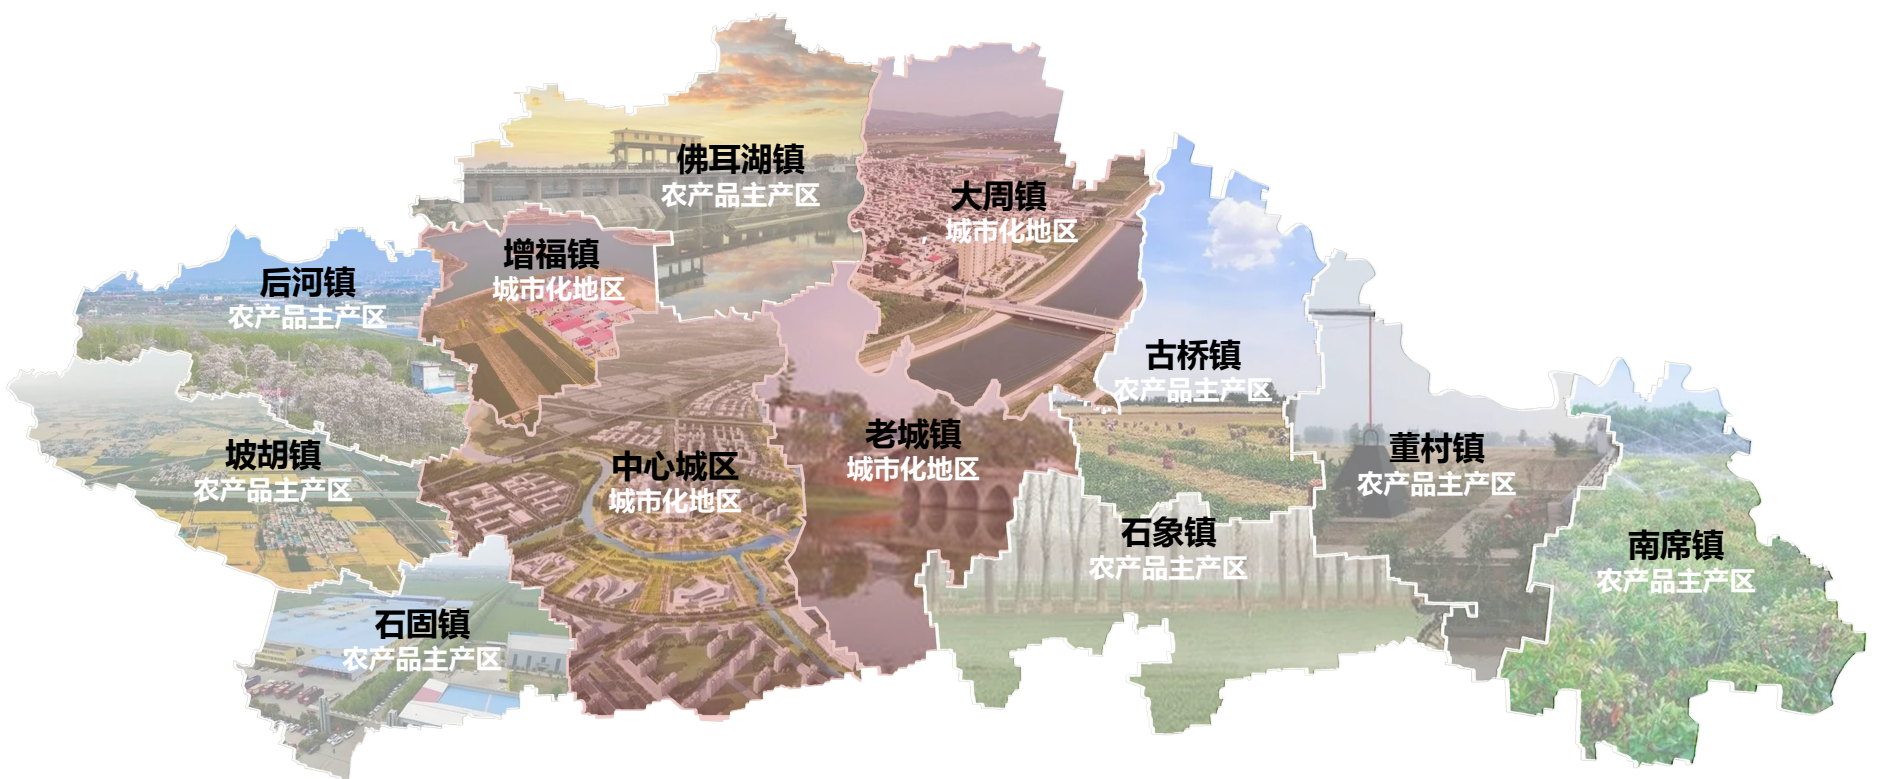 佛耳湖镇
农产品主产区
大周镇
城市化地区
增福镇
城市化地区
后河镇
农产品主产区
古桥镇
农产品主产区
老城镇
城市化地区
坡胡镇
农产品主产区
中心城区
城市化地区
董村镇
农产品主产区
石象镇
农产品主产区
南席镇
农产品主产区
石固镇
农产品主产区